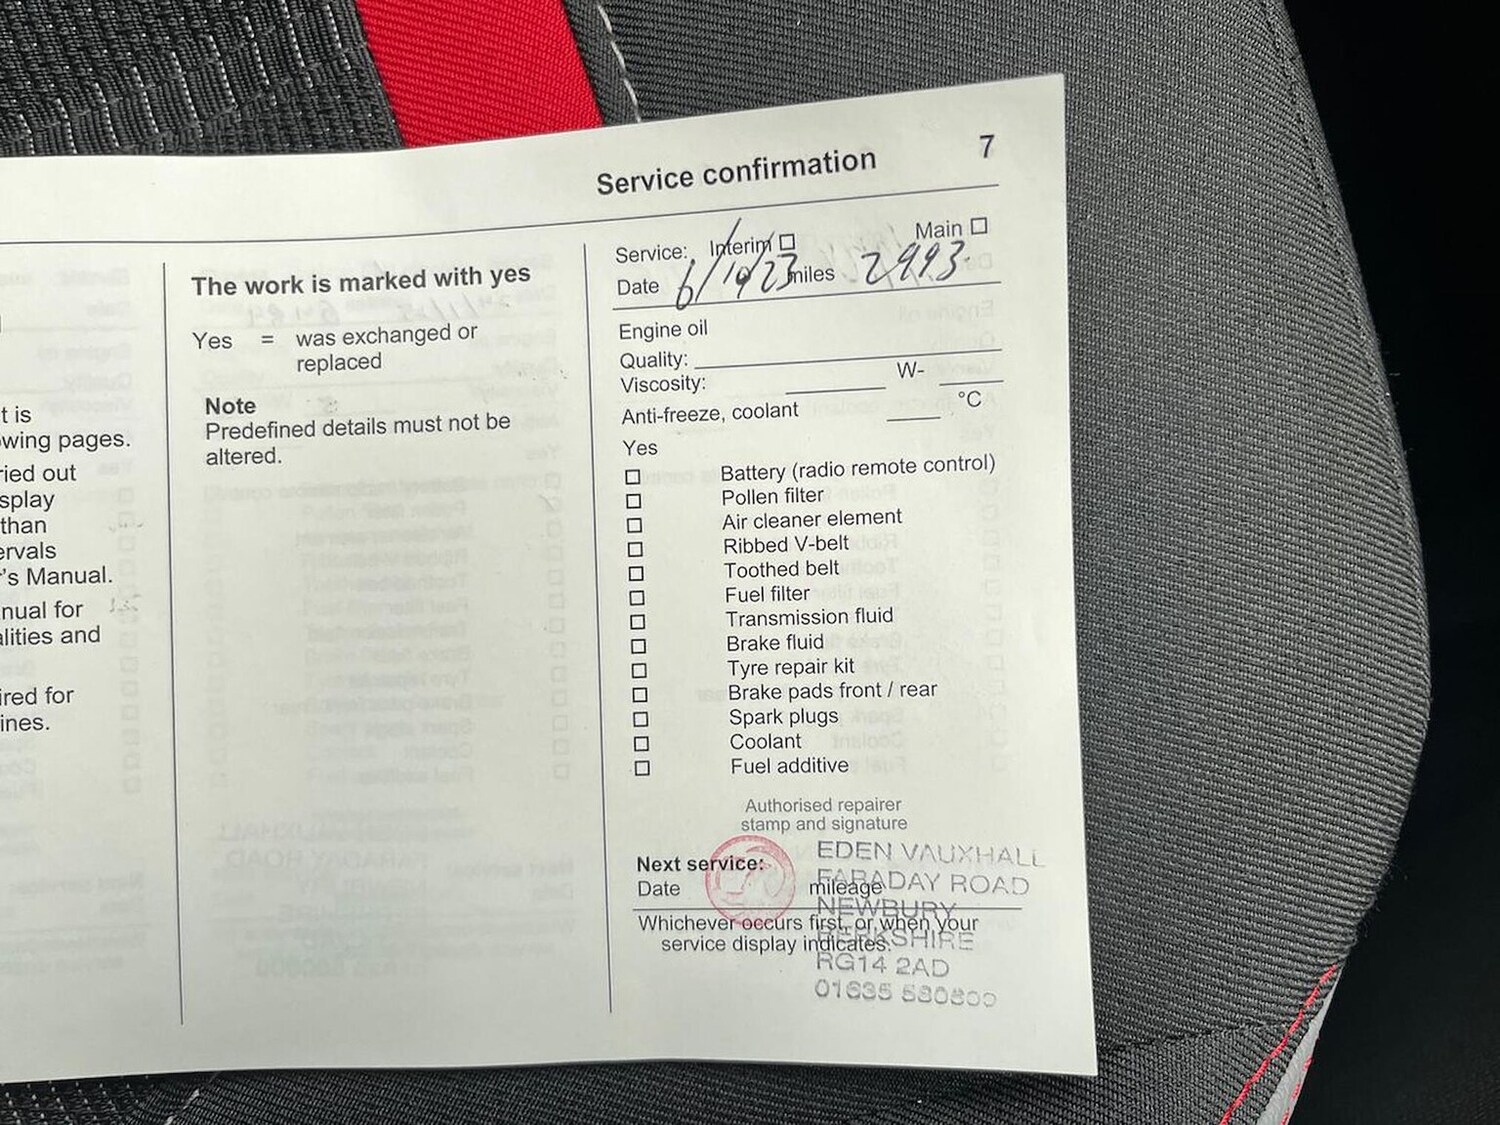 Service confirmation 7
t is
owing pages.
ried out
splay
than
ervals
's Manual.
nual for
alities and
ired for
ines.
The work is marked with yes
Yes = was exchanged or
replaced
Note
Predefined details must not be
altered.
Service: Interim ☐ Main ☐
Date 6/10/23 miles 2993
Engine oil
Quality:
Viscosity: W-
Anti-freeze, coolant °C
Yes
☐ Battery (radio remote control)
☐ Pollen filter
☐ Air cleaner element
☐ Ribbed V-belt
☐ Toothed belt
☐ Fuel filter
☐ Transmission fluid
☐ Brake fluid
☐ Tyre repair kit
☐ Brake pads front / rear
☐ Spark plugs
☐ Coolant
☐ Fuel additive
Authorised repairer
stamp and signature
Next service:
Date mileage
Whichever occurs first, or when your
service display indicates.
EDEN VAUXHALL
FARADAY ROAD
NEWBURY
BERKSHIRE
RG14 2AD
01635 580800